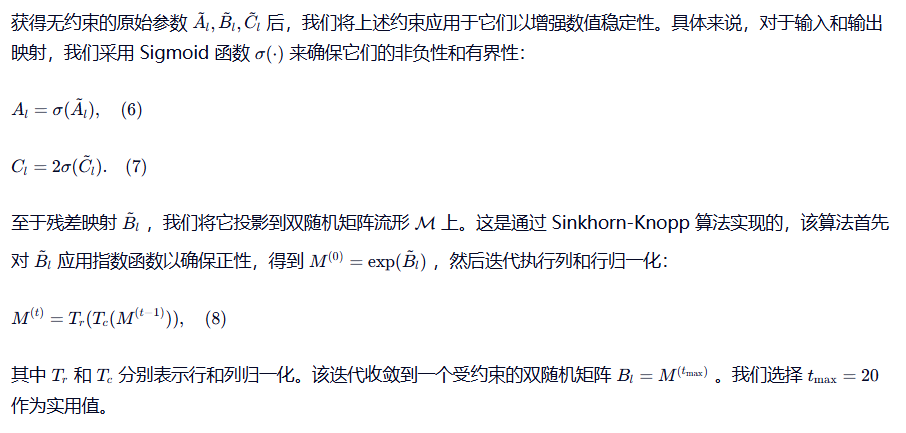 获得无约束的原始参数 $\tilde{A}_l, \tilde{B}_l, \tilde{C}_l$ 后，我们将上述约束应用于它们以增强数值稳定性。具体来说，对于输入和输出
映射，我们采用 Sigmoid 函数 $\sigma(\cdot)$ 来确保它们的非负性和有界性：
$A_l = \sigma(\tilde{A}_l), \quad (6)$
$C_l = 2\sigma(\tilde{C}_l). \quad (7)$
至于残差映射 $\tilde{B}_l$ ，我们将它投影到双随机矩阵流形 $\mathcal{M}$ 上。这是通过 Sinkhorn-Knopp 算法实现的，该算法首先
对 $\tilde{B}_l$ 应用指数函数以确保正性，得到 $M^{(0)} = \exp(\tilde{B}_l)$ ，然后迭代执行列和行归一化：
$M^{(t)} = T_r(T_c(M^{(t-1)})), \quad (8)$
其中 $T_r$ 和 $T_c$ 分别表示行和列归一化。该迭代收敛到一个受约束的双随机矩阵 $B_l = M^{(t_{\max})}$ 。我们选择 $t_{\max} = 20$
作为实用值。